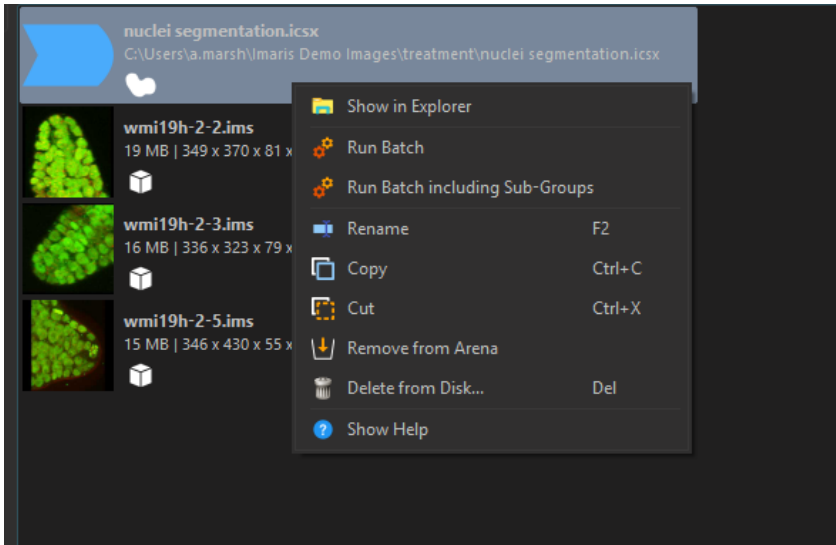 nuclei segmentation.icsx
C:\Users\a.marsh\Imaris Demo Images\treatment\nuclei segmentation.icsx
wmi19h-2-2.ims
19 MB | 349 x 370 x 81 x
wmi19h-2-3.ims
16 MB | 336 x 323 x 79 x
wmi19h-2-5.ims
15 MB | 346 x 430 x 55 x
Show in Explorer
Run Batch
Run Batch including Sub-Groups
Rename F2
Copy Ctrl+C
Cut Ctrl+X
Remove from Arena
Delete from Disk... Del
Show Help